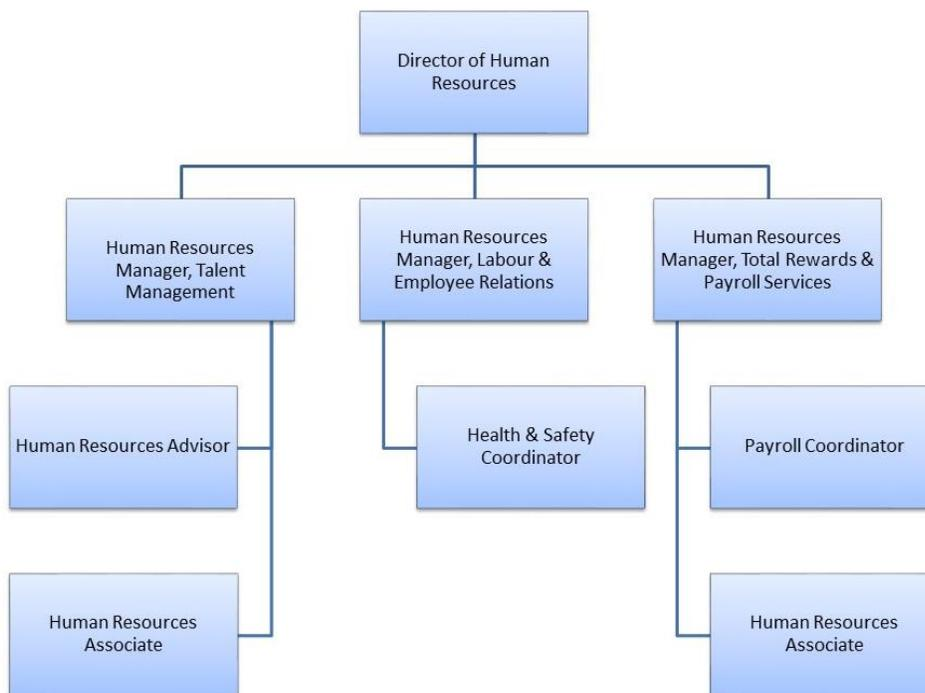 Director of Human
Resources
Human Resources
Manager, Talent
Management
Human Resources
Manager, Labour &
Employee Relations
Human Resources
Manager, Total Rewards &
Payroll Services
Human Resources Advisor
Health & Safety
Coordinator
Payroll Coordinator
Human Resources
Associate
Human Resources
Associate